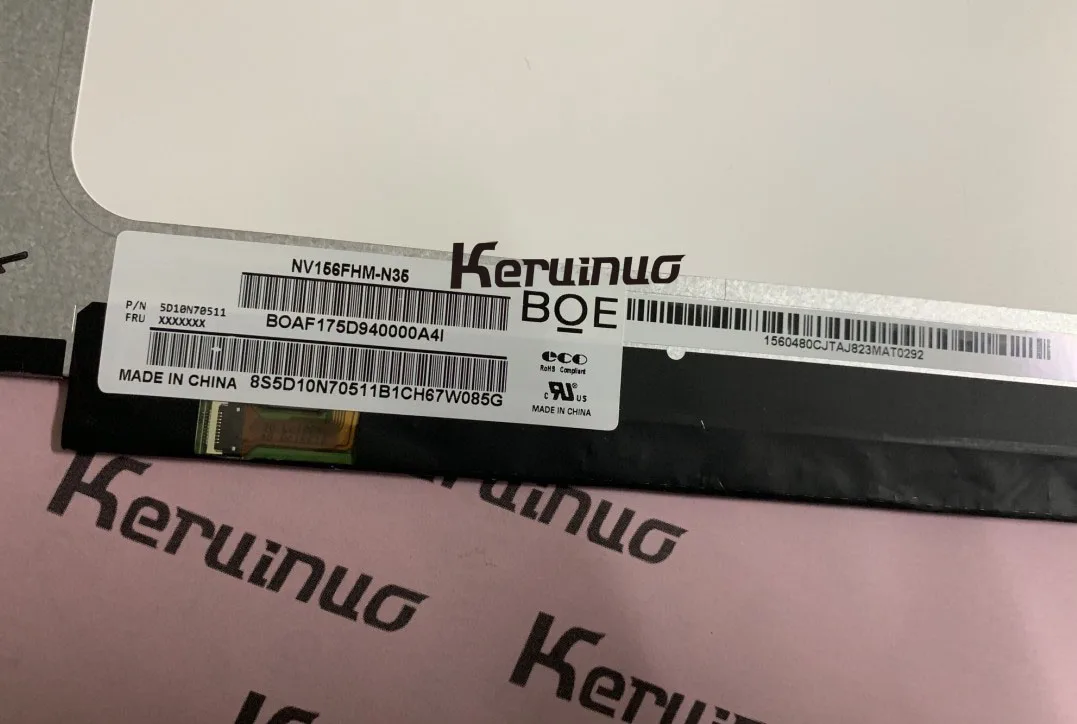 NV156FHM-N35
Keruinuo
BOE
P/N 5D10N70511
FRU XXXXXXX
BOAF175D940000A4I
1560480CJTAJ823MAT0292
eco
RoHS Compliant
MADE IN CHINA 8S5D10N70511B1CH67W085G
c RU® US
MADE IN CHINA
Keruinuo
Keruinuo
Keruinuo